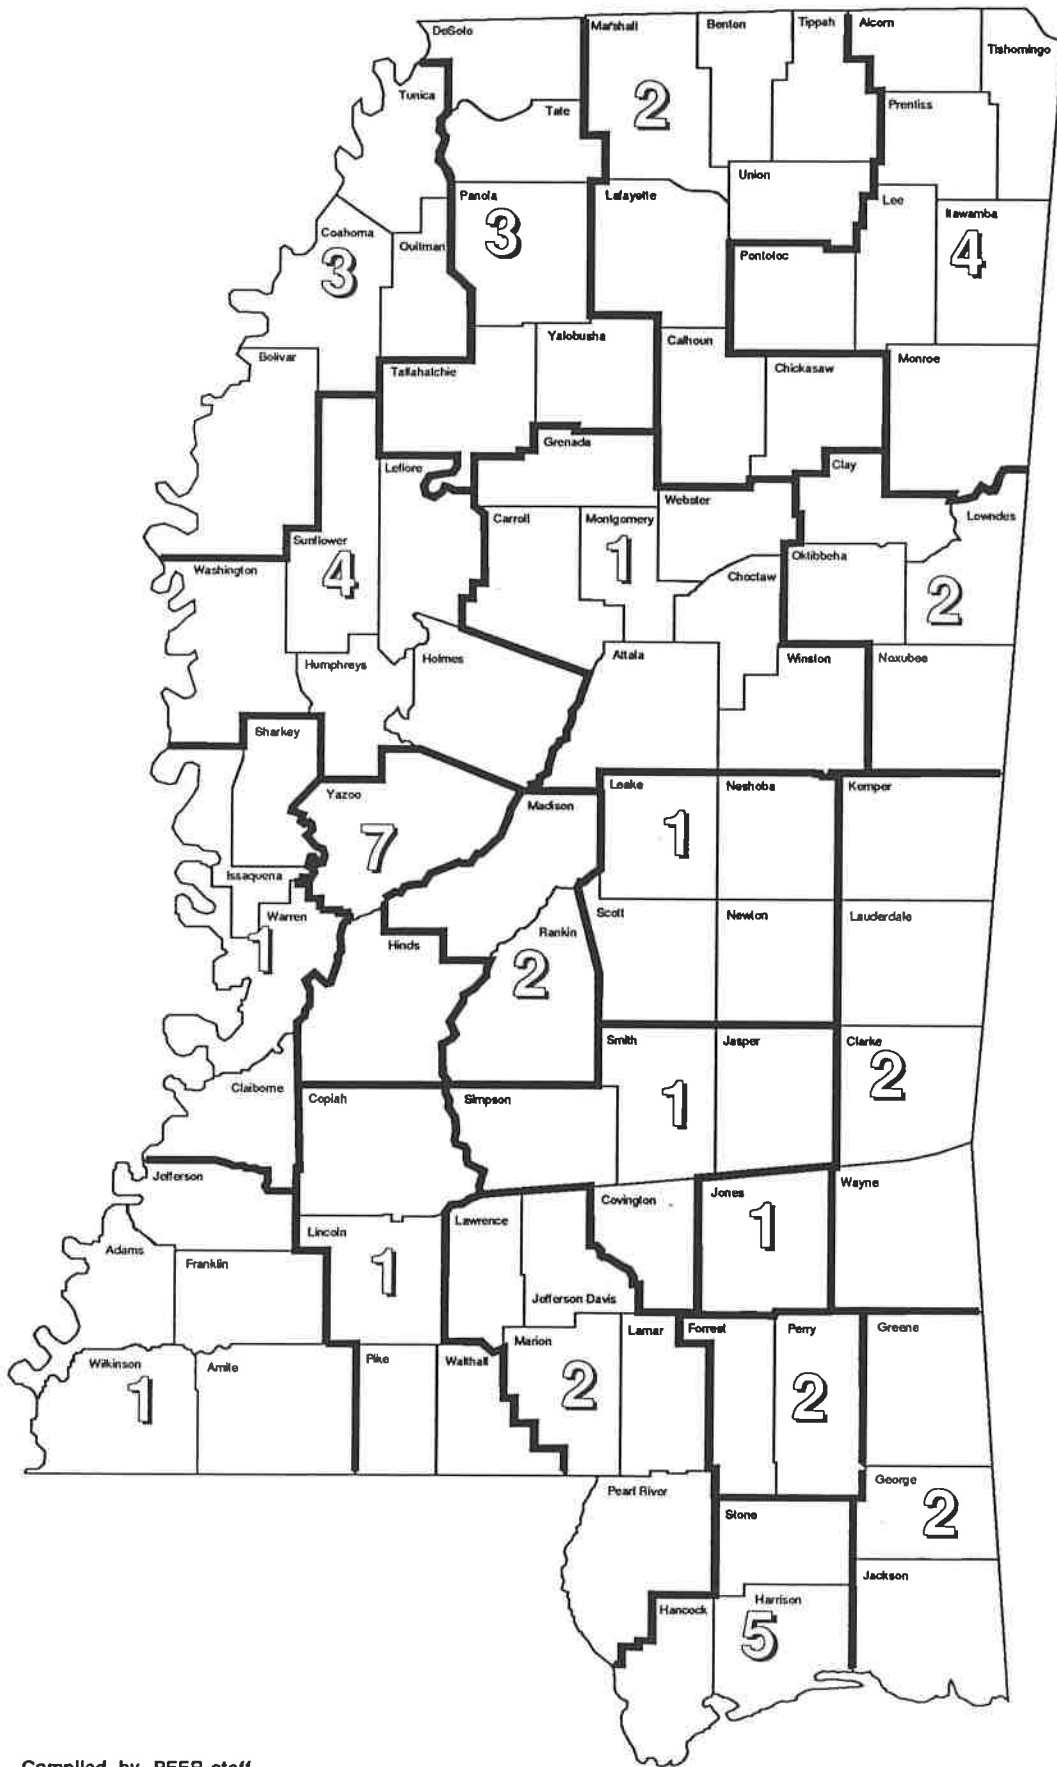 DeSoto
Marshall
Benton
Tippah
Alcorn
Tishomingo
Tunica
2
Prentiss
Tate
Union
Panola
Lafayette
Lee
Itawamba
Coahoma
Quitman
3
3
Pontotoc
4
Bolivar
Tallahatchie
Yalobusha
Calhoun
Chickasaw
Monroe
Grenada
Leflore
Clay
Webster
Sunflower
Carroll
Montgomery
Lowndes
Washington
4
1
Choctaw
Oktibbeha
2
Humphreys
Holmes
Attala
Winston
Noxubee
Sharkey
Yazoo
Madison
Leake
Neshoba
Kemper
7
1
Issaquena
Warren
Scott
Newton
Lauderdale
1
Hinds
Rankin
2
Smith
Jasper
Clarke
Claiborne
Copiah
Simpson
1
2
Jefferson
Covington
Jones
Wayne
Lincoln
Lawrence
1
Adams
Franklin
1
Jefferson Davis
Wilkinson
Amite
Pike
Walthall
Marion
Lamar
Forrest
Perry
Greene
1
2
2
Pearl River
George
Stone
2
Jackson
Hancock
Harrison
5
Compiled by PEER staff